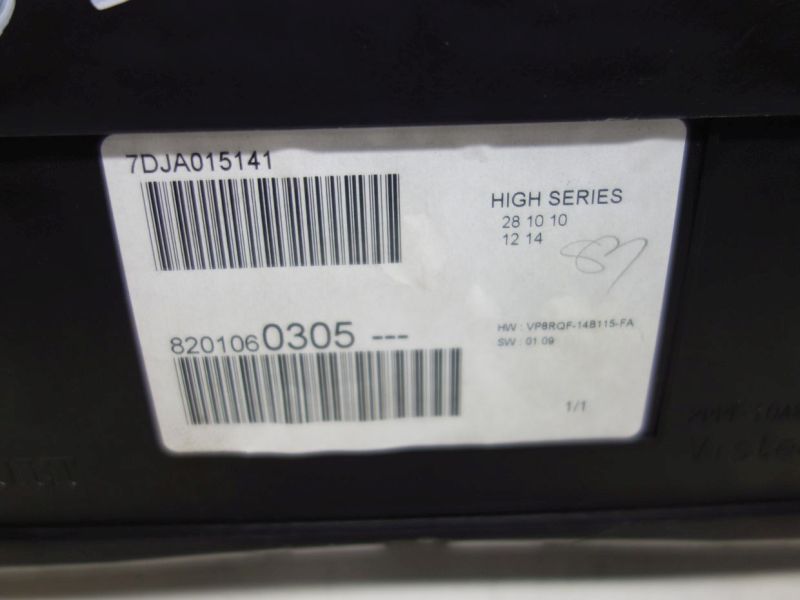 7DJA015141
HIGH SERIES
28 10 10
12 14
8201060305 ---
HW : VP8RQF-14B115-FA
SW : 01.09
1/1